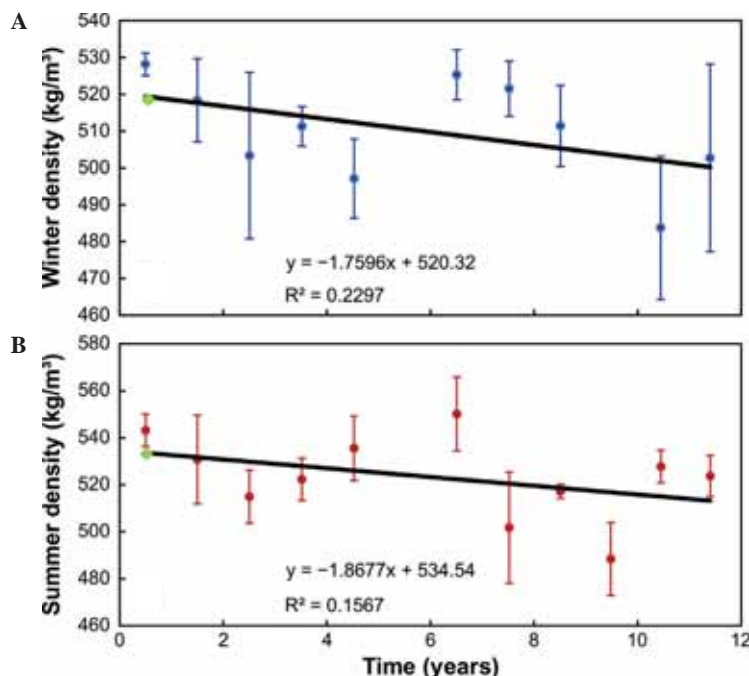 A
540
530
520
510
500
490
480
470
460
Winter density (kg/m³)
y = −1.7596x + 520.32
R² = 0.2297
B
580
560
540
520
500
480
460
Summer density (kg/m³)
y = −1.8677x + 534.54
R² = 0.1567
0 2 4 6 8 10 12
Time (years)